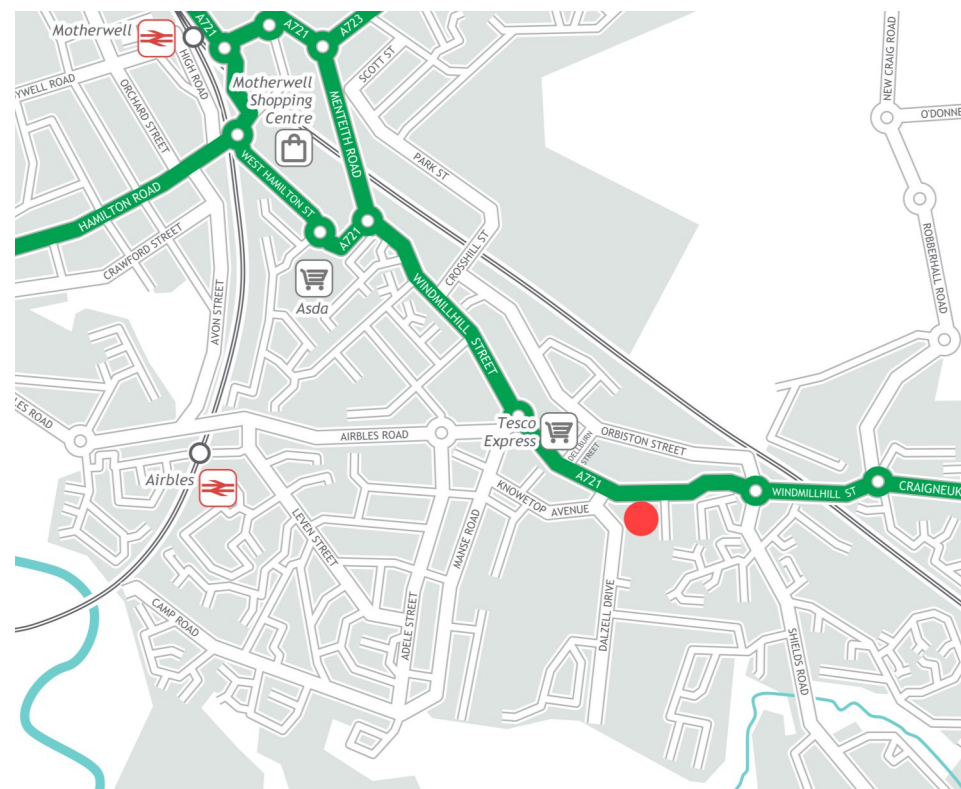 Motherwell
A721
A721
A723
SCOTT ST
NEW CRAIG ROAD
O'DONNE
YWELL ROAD
HIGH ROAD
ORCHARD STREET
Motherwell
Shopping
Centre
MENTEITH ROAD
PARK ST
WEST HAMILTON ST
HAMILTON ROAD
CRAWFORD STREET
A721
CROSSHILL ST
ROBBERHALL ROAD
Asda
AVON STREET
WINDMILLHILL STREET
LES ROAD
AIRBLES ROAD
Tesco
Express
DELLBURN
STREET
ORBISTON STREET
Airbles
A721
WINDMILLHILL ST
CRAIGNEUK
KNOWETOP AVENUE
LEVEN STREET
MANSE ROAD
DALZELL DRIVE
CAMP ROAD
ADELE STREET
SHIELDS ROAD